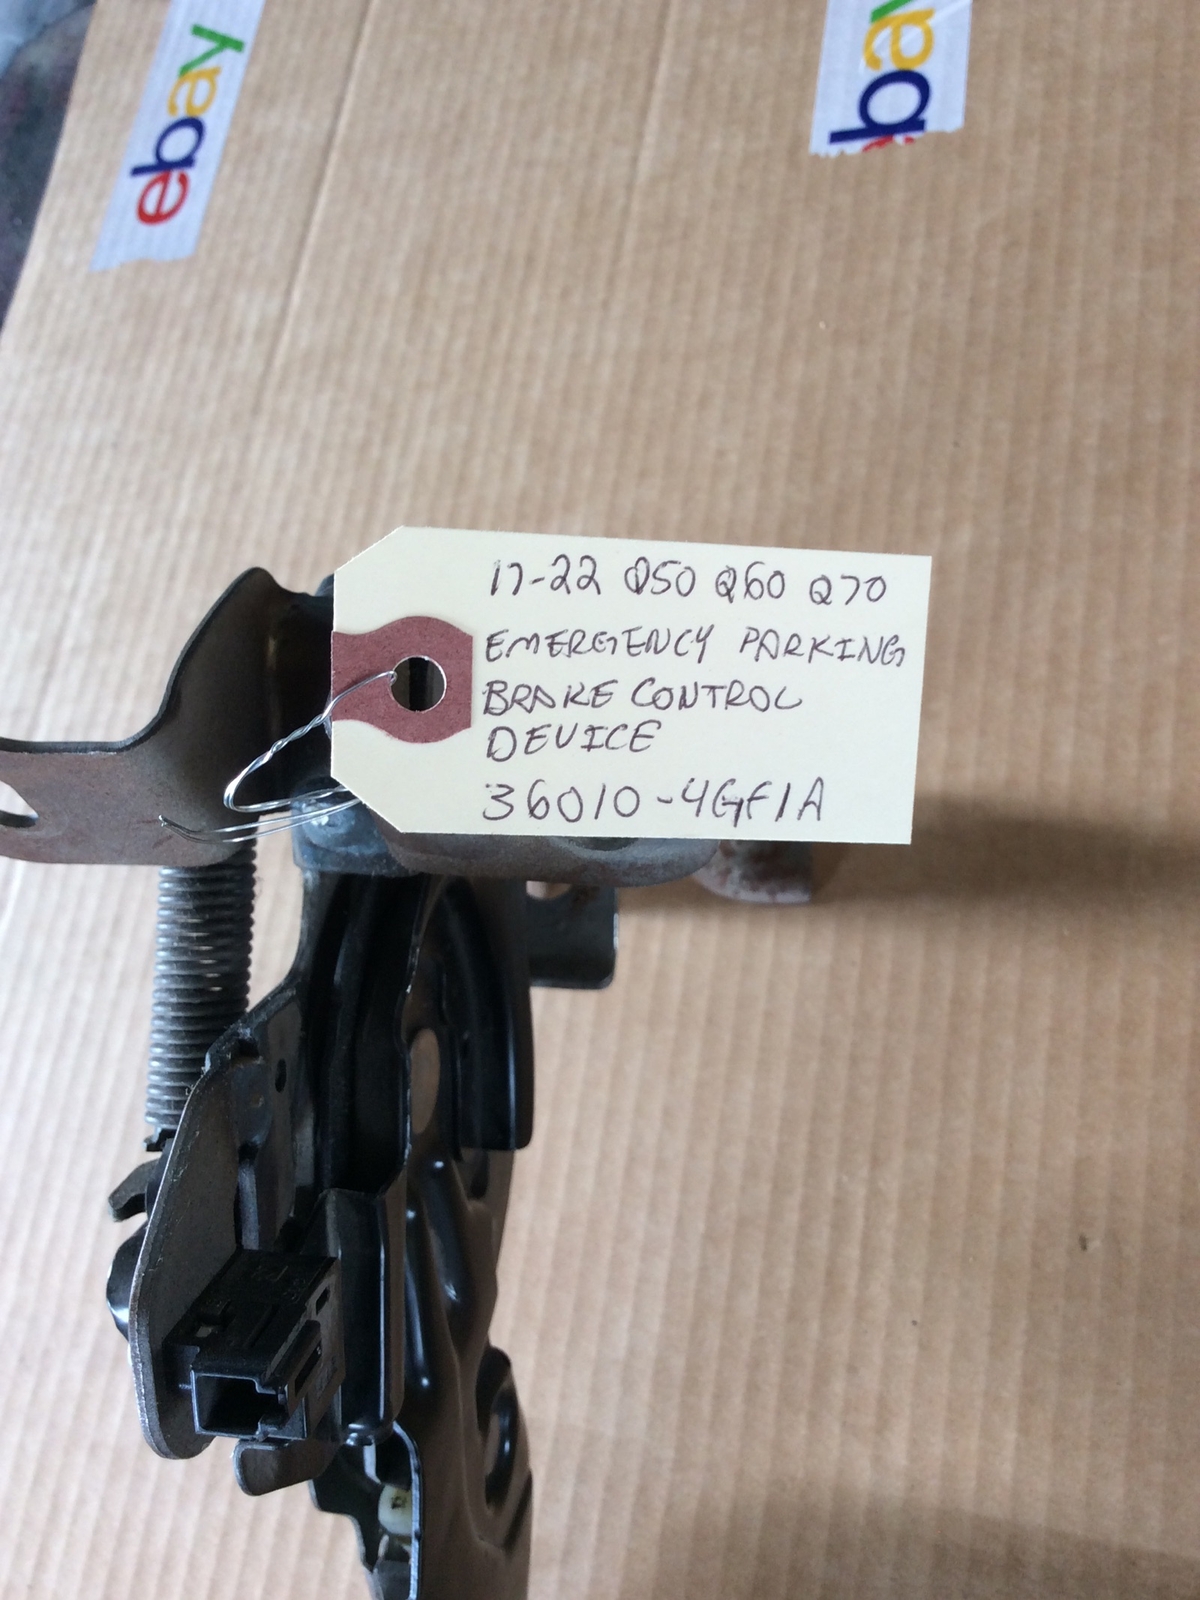 ebay
ebay
17-22 Q50 Q60 Q70
EMERGENCY PARKING
BRAKE CONTROL
DEVICE
36010-4GF1A